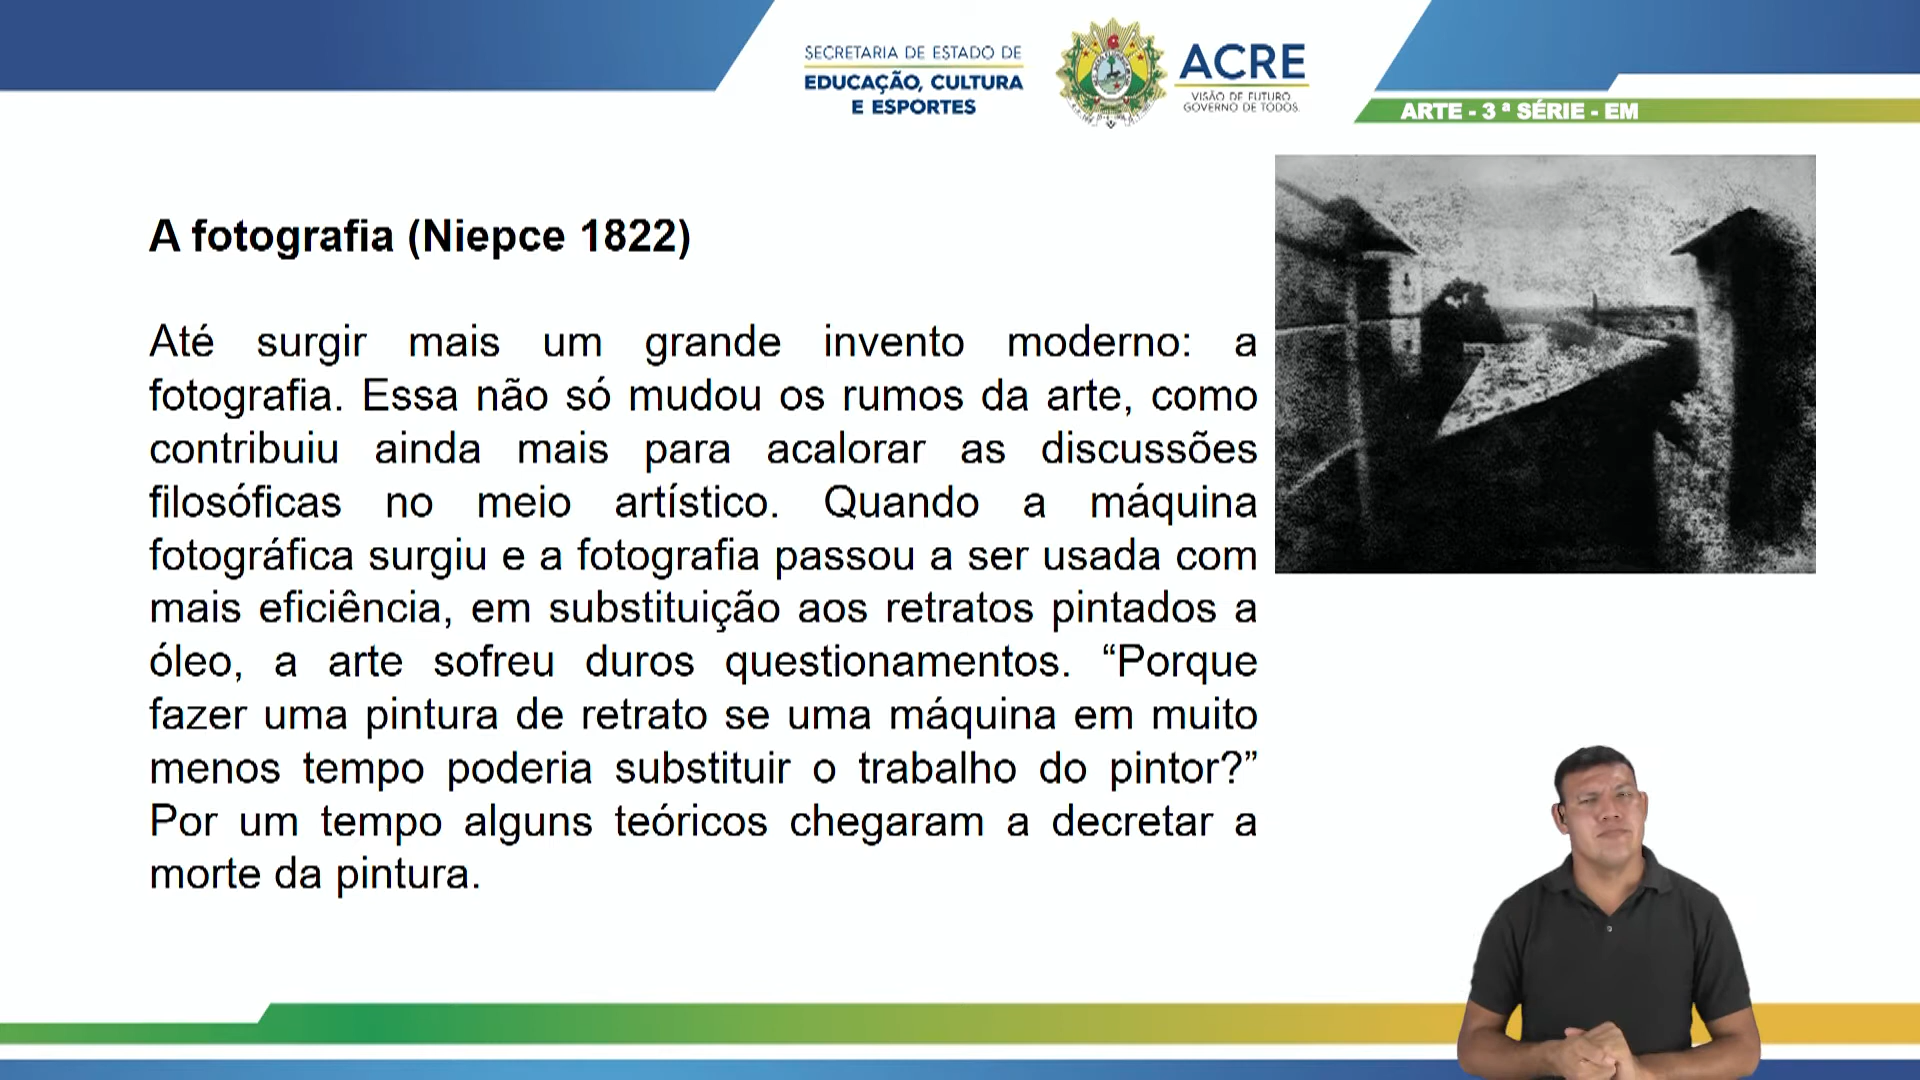 SECRETARIA DE ESTADO DE
EDUCAÇÃO, CULTURA
E ESPORTES
ACRE
VISÃO DE FUTURO
GOVERNO DE TODOS
ARTE - 3 ª SÉRIE - EM
A fotografia (Niepce 1822)
Até surgir mais um grande invento moderno: a
fotografia. Essa não só mudou os rumos da arte, como
contribuiu ainda mais para acalorar as discussões
filosóficas no meio artístico. Quando a máquina
fotográfica surgiu e a fotografia passou a ser usada com
mais eficiência, em substituição aos retratos pintados a
óleo, a arte sofreu duros questionamentos. “Porque
fazer uma pintura de retrato se uma máquina em muito
menos tempo poderia substituir o trabalho do pintor?”
Por um tempo alguns teóricos chegaram a decretar a
morte da pintura.